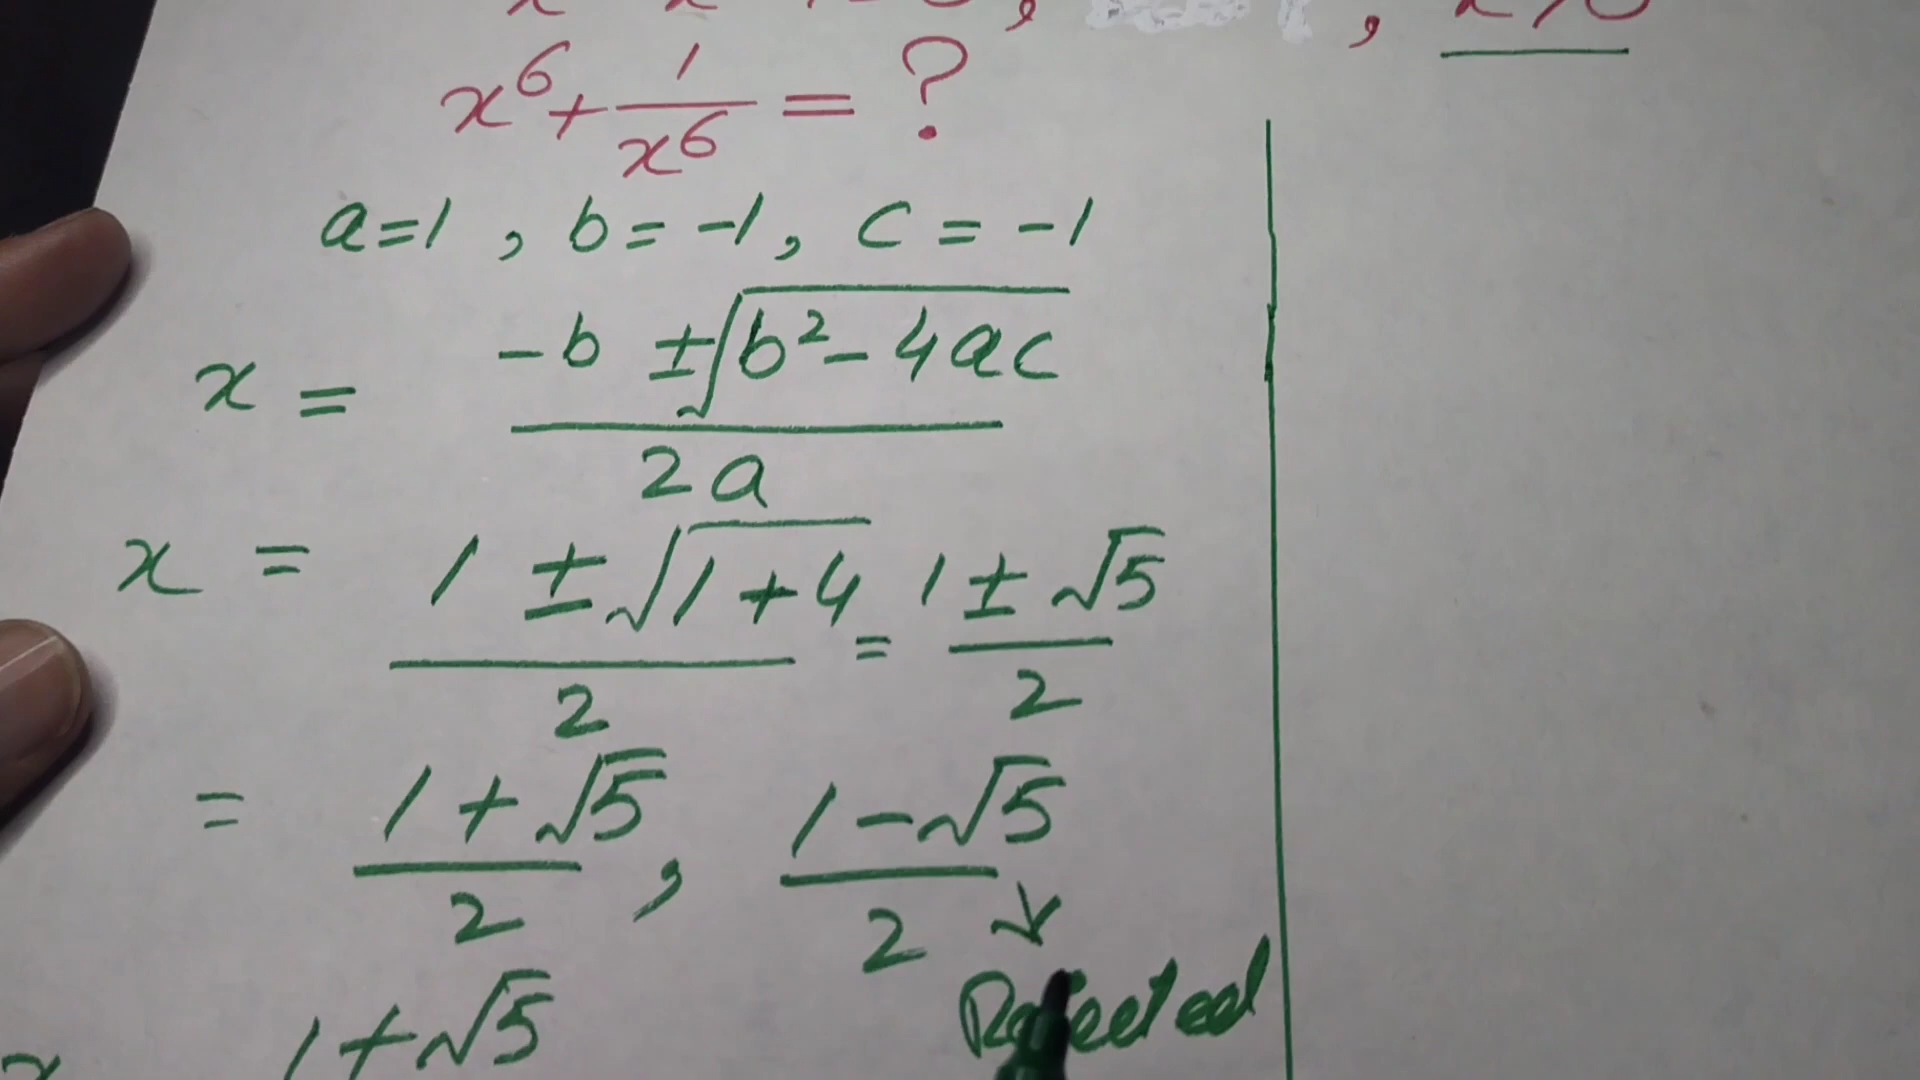 x⁶ + 1/x⁶ = ?
a=1 , b = -1, c = -1
x = (-b ± √(b² - 4ac))/2a
x = (1 ± √(1+4))/2 = (1 ± √5)/2
= (1+√5)/2 , (1-√5)/2
↓
Rejected
1+√5